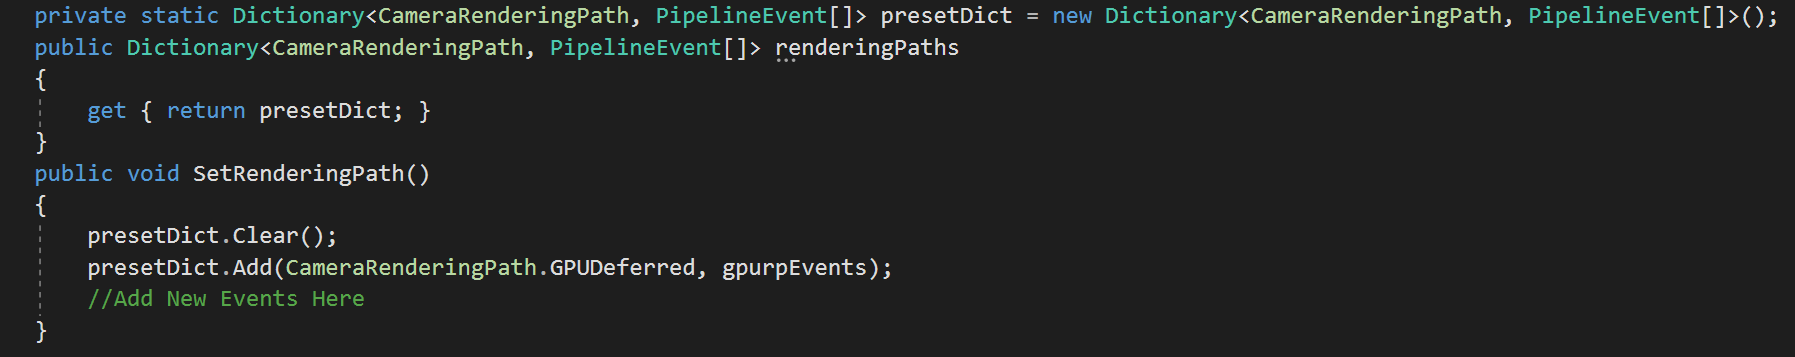 private static Dictionary<CameraRenderingPath, PipelineEvent[]> presetDict = new Dictionary<CameraRenderingPath, PipelineEvent[]>();
public Dictionary<CameraRenderingPath, PipelineEvent[]> renderingPaths
{
    get { return presetDict; }
}
public void SetRenderingPath()
{
    presetDict.Clear();
    presetDict.Add(CameraRenderingPath.GPUDeferred, gpurpEvents);
    //Add New Events Here
}